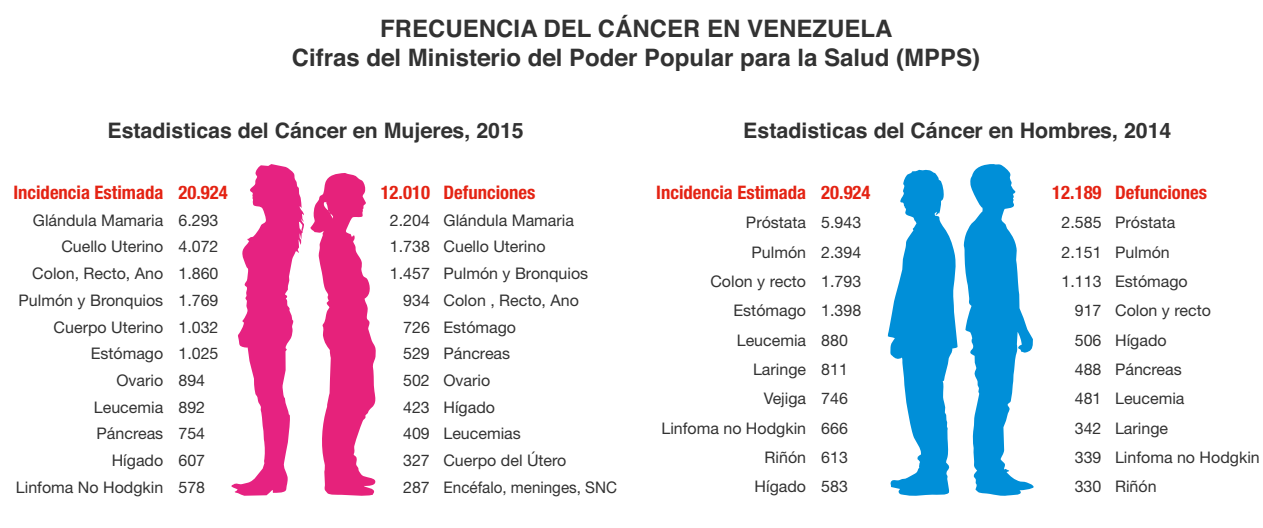 FRECUENCIA DEL CÁNCER EN VENEZUELA
Cifras del Ministerio del Poder Popular para la Salud (MPPS)
Estadisticas del Cáncer en Mujeres, 2015
Incidencia Estimada 20.924 12.010 Defunciones
Glándula Mamaria 6.293 2.204 Glándula Mamaria
Cuello Uterino 4.072 1.738 Cuello Uterino
Colon, Recto, Ano 1.860 1.457 Pulmón y Bronquios
Pulmón y Bronquios 1.769 934 Colon , Recto, Ano
Cuerpo Uterino 1.032 726 Estómago
Estómago 1.025 529 Páncreas
Ovario 894 502 Ovario
Leucemia 892 423 Hígado
Páncreas 754 409 Leucemias
Hígado 607 327 Cuerpo del Útero
Linfoma No Hodgkin 578 287 Encéfalo, meninges, SNC
Estadisticas del Cáncer en Hombres, 2014
Incidencia Estimada 20.924 12.189 Defunciones
Próstata 5.943 2.585 Próstata
Pulmón 2.394 2.151 Pulmón
Colon y recto 1.793 1.113 Estómago
Estómago 1.398 917 Colon y recto
Leucemia 880 506 Hígado
Laringe 811 488 Páncreas
Vejiga 746 481 Leucemia
Linfoma no Hodgkin 666 342 Laringe
Riñón 613 339 Linfoma no Hodgkin
Hígado 583 330 Riñón